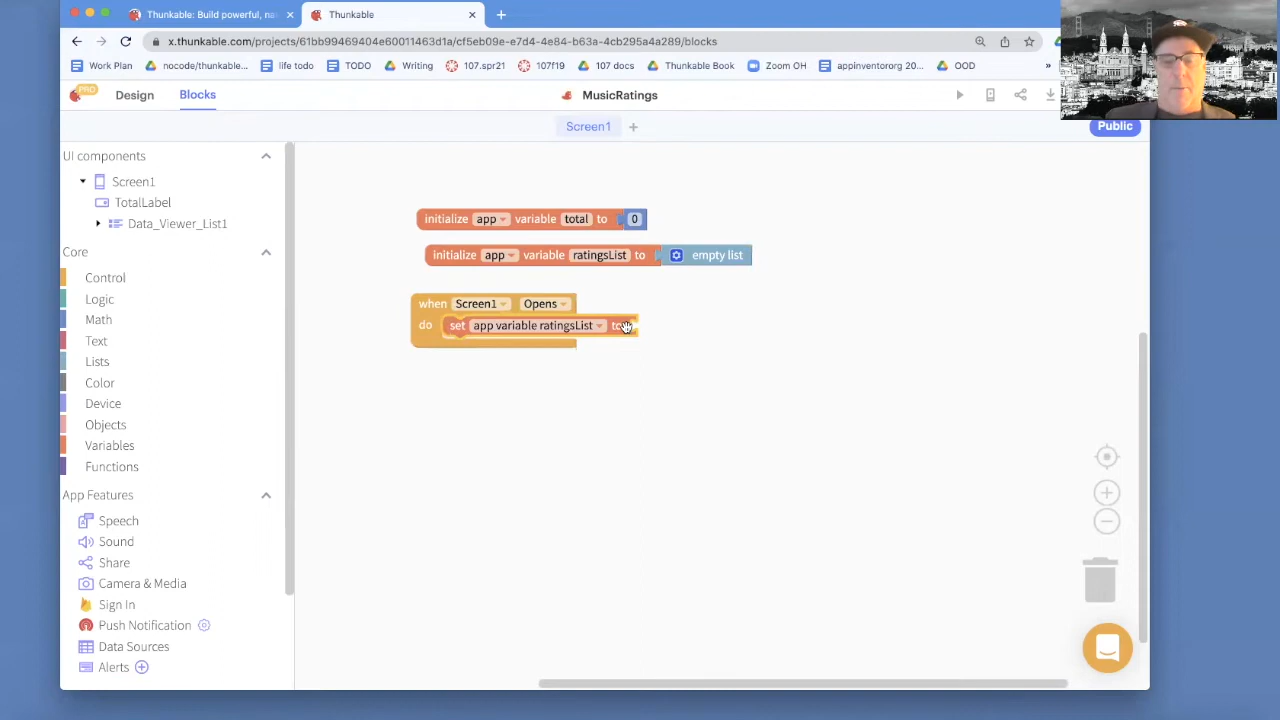 Thunkable: Build powerful, na
Thunkable
x.thunkable.com/projects/61bb99469404e60011463d1a/cf5eb09e-e7d4-4e84-b63a-4cb295a4a289/blocks
Work Plan
nocode/thunkable...
life todo
TODO
Writing
107.spr21
107f19
107 docs
Thunkable Book
Zoom OH
appinventorg 20...
OOD
»
PRO
Design
Blocks
MusicRatings
Screen1
Public
UI components
Screen1
TotalLabel
Data_Viewer_List1
Core
Control
Logic
Math
Text
Lists
Color
Device
Objects
Variables
Functions
App Features
Speech
Sound
Share
Camera & Media
Sign In
Push Notification
Data Sources
Alerts
initialize app variable total to 0
initialize app variable ratingsList to empty list
when Screen1 Opens
do set app variable ratingsList to